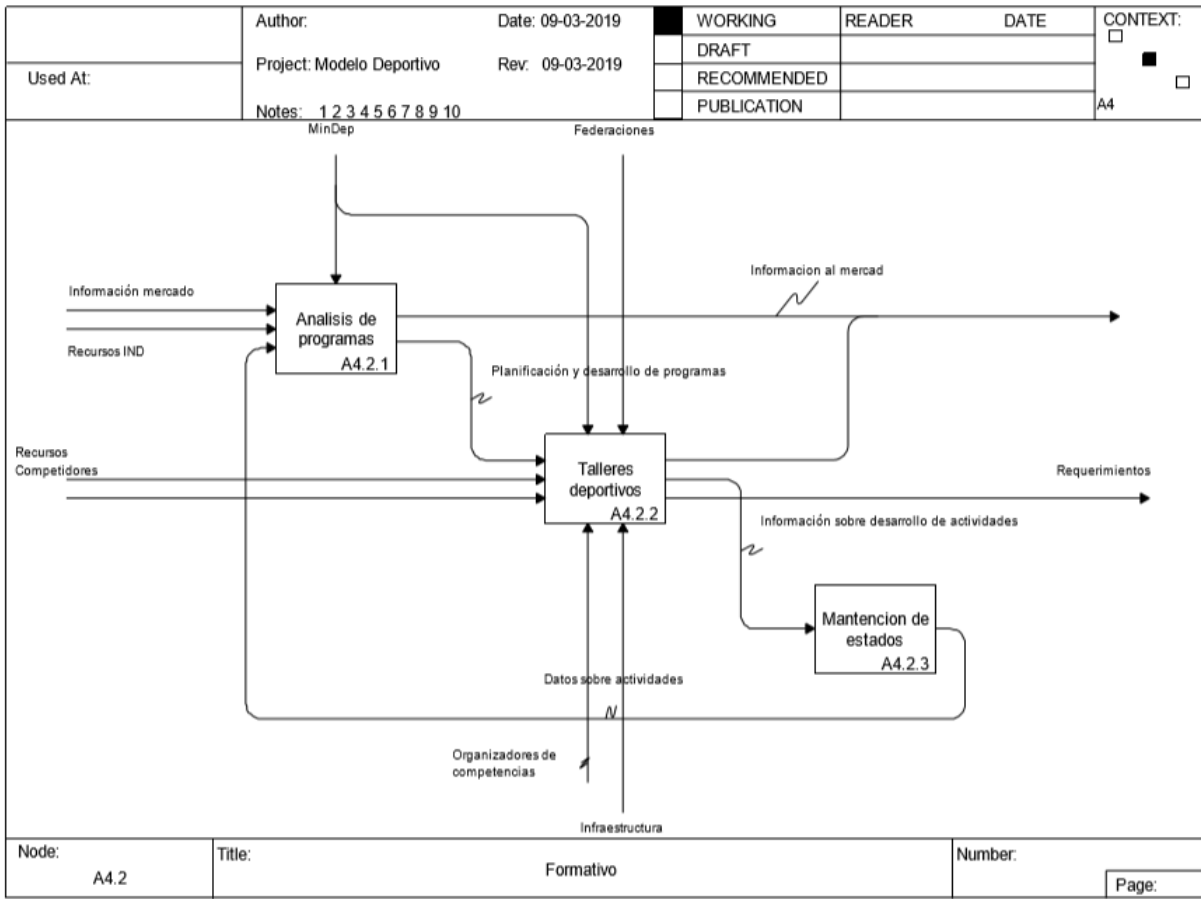 Used At:
Author:
Date: 09-03-2019
Project: Modelo Deportivo
Rev: 09-03-2019
Notes: 1 2 3 4 5 6 7 8 9 10
WORKING
DRAFT
RECOMMENDED
PUBLICATION
READER
DATE
CONTEXT:
A4
MinDep
Federaciones
Informacion al mercad
Información mercado
Analisis de
programas
A4.2.1
Recursos IND
Planificación y desarrollo de programas
Recursos
Competidores
Talleres
deportivos
A4.2.2
Requerimientos
Información sobre desarrollo de actividades
Mantencion de
estados
A4.2.3
Datos sobre actividades
Organizadores de
competencias
Infraestructura
Node:
A4.2
Title:
Formativo
Number:
Page: